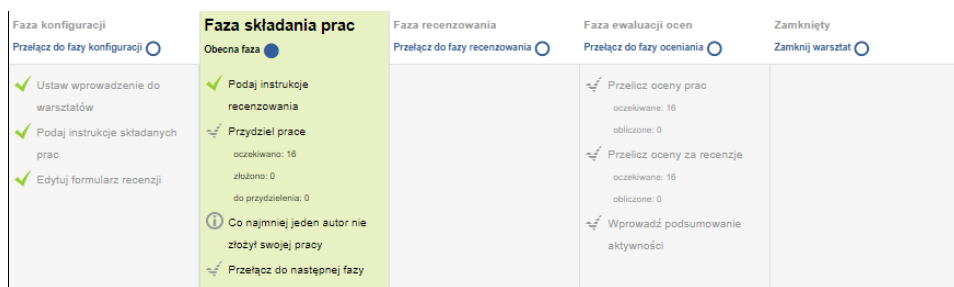 Faza konfiguracji
Przełącz do fazy konfiguracji
Ustaw wprowadzenie do
warsztatów
Podaj instrukcje składanych
prac
Edytuj formularz recenzji
Faza składania prac
Obecna faza
Podaj instrukcje
recenzowania
Przydziel prace
oczekiwano: 16
złożono: 0
do przydzielenia: 0
Co najmniej jeden autor nie
złożył swojej pracy
Przełącz do następnej fazy
Faza recenzowania
Przełącz do fazy recenzowania
Faza ewaluacji ocen
Przełącz do fazy oceniania
Przelicz oceny prac
oczekiwane: 16
obliczone: 0
Przelicz oceny za recenzje
oczekiwane: 16
obliczone: 0
Wprowadź podsumowanie
aktywności
Zamknięty
Zamknij warsztat